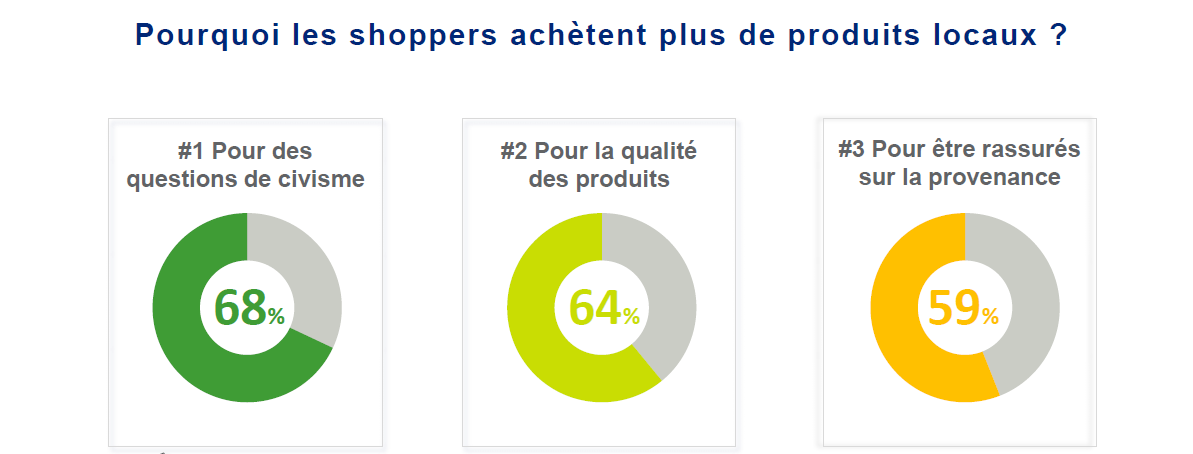 Pourquoi les shoppers achètent plus de produits locaux ?
#1 Pour des
questions de civisme
68%
#2 Pour la qualité
des produits
64%
#3 Pour être rassurés
sur la provenance
59%